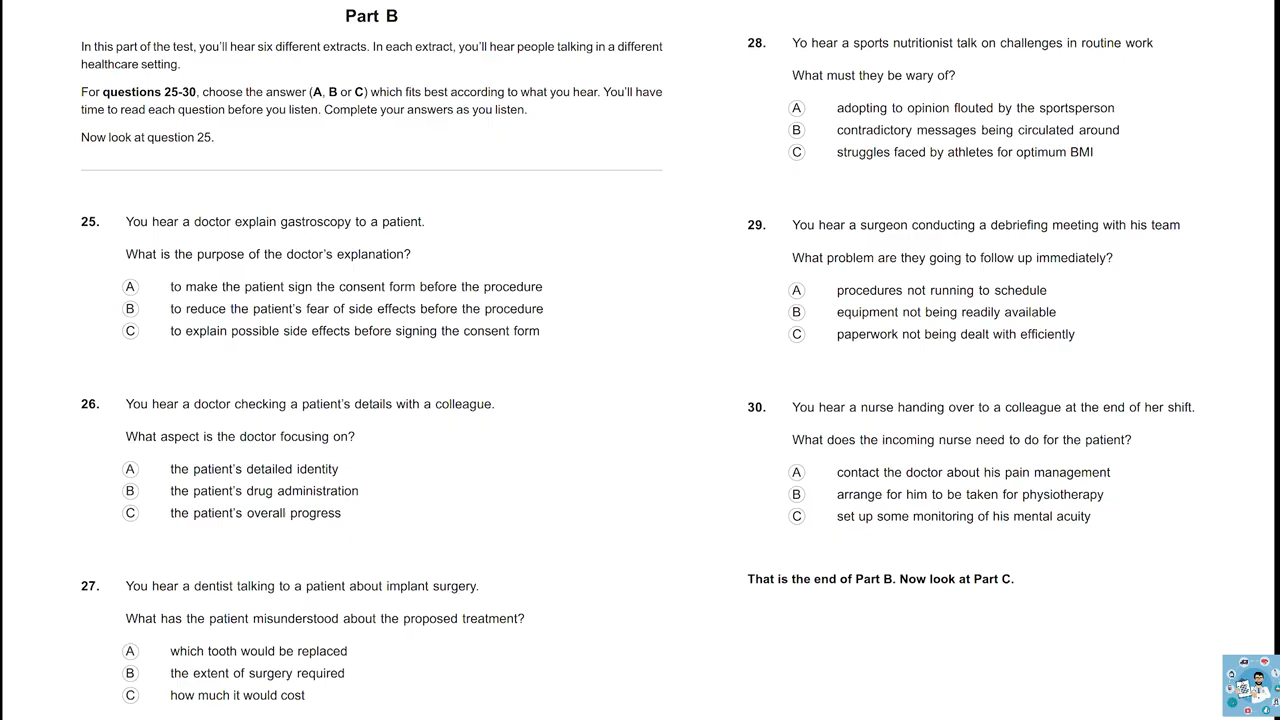 Part B
In this part of the test, you'll hear six different extracts. In each extract, you'll hear people talking in a different
healthcare setting.
For questions 25-30, choose the answer (A, B or C) which fits best according to what you hear. You'll have
time to read each question before you listen. Complete your answers as you listen.
Now look at question 25.
25. You hear a doctor explain gastroscopy to a patient.
What is the purpose of the doctor's explanation?
A to make the patient sign the consent form before the procedure
B to reduce the patient's fear of side effects before the procedure
C to explain possible side effects before signing the consent form
26. You hear a doctor checking a patient's details with a colleague.
What aspect is the doctor focusing on?
A the patient's detailed identity
B the patient's drug administration
C the patient's overall progress
27. You hear a dentist talking to a patient about implant surgery.
What has the patient misunderstood about the proposed treatment?
A which tooth would be replaced
B the extent of surgery required
C how much it would cost
28. Yo hear a sports nutritionist talk on challenges in routine work
What must they be wary of?
A adopting to opinion flouted by the sportsperson
B contradictory messages being circulated around
C struggles faced by athletes for optimum BMI
29. You hear a surgeon conducting a debriefing meeting with his team
What problem are they going to follow up immediately?
A procedures not running to schedule
B equipment not being readily available
C paperwork not being dealt with efficiently
30. You hear a nurse handing over to a colleague at the end of her shift.
What does the incoming nurse need to do for the patient?
A contact the doctor about his pain management
B arrange for him to be taken for physiotherapy
C set up some monitoring of his mental acuity
That is the end of Part B. Now look at Part C.